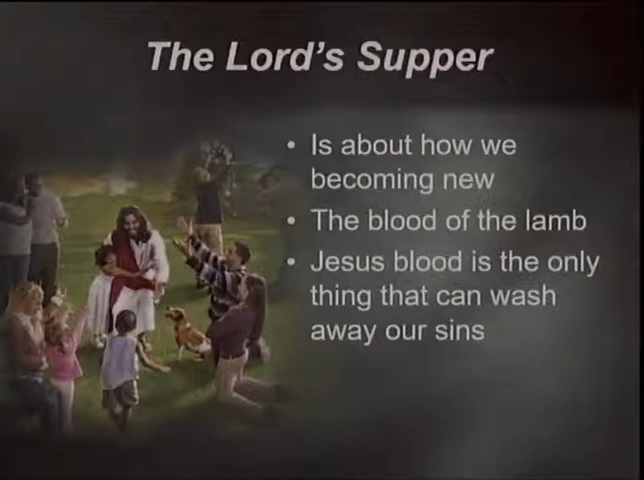 The Lord's Supper
• Is about how we
becoming new
• The blood of the lamb
• Jesus blood is the only
thing that can wash
away our sins